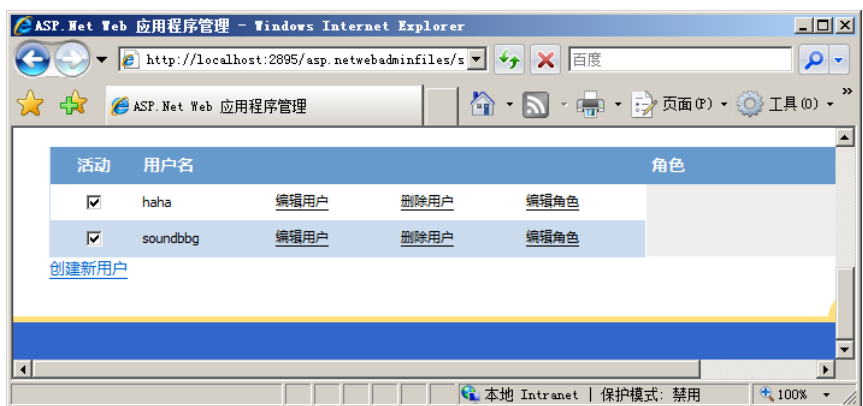 ASP.Net Web 应用程序管理 - Windows Internet Explorer
http://localhost:2895/asp.netwebadminfiles/s
百度
ASP.Net Web 应用程序管理
页面(P)
工具(O)
»
活动 用户名 角色
haha 编辑用户 删除用户 编辑角色
soundbbg 编辑用户 删除用户 编辑角色
创建新用户
本地 Intranet | 保护模式: 禁用
100%